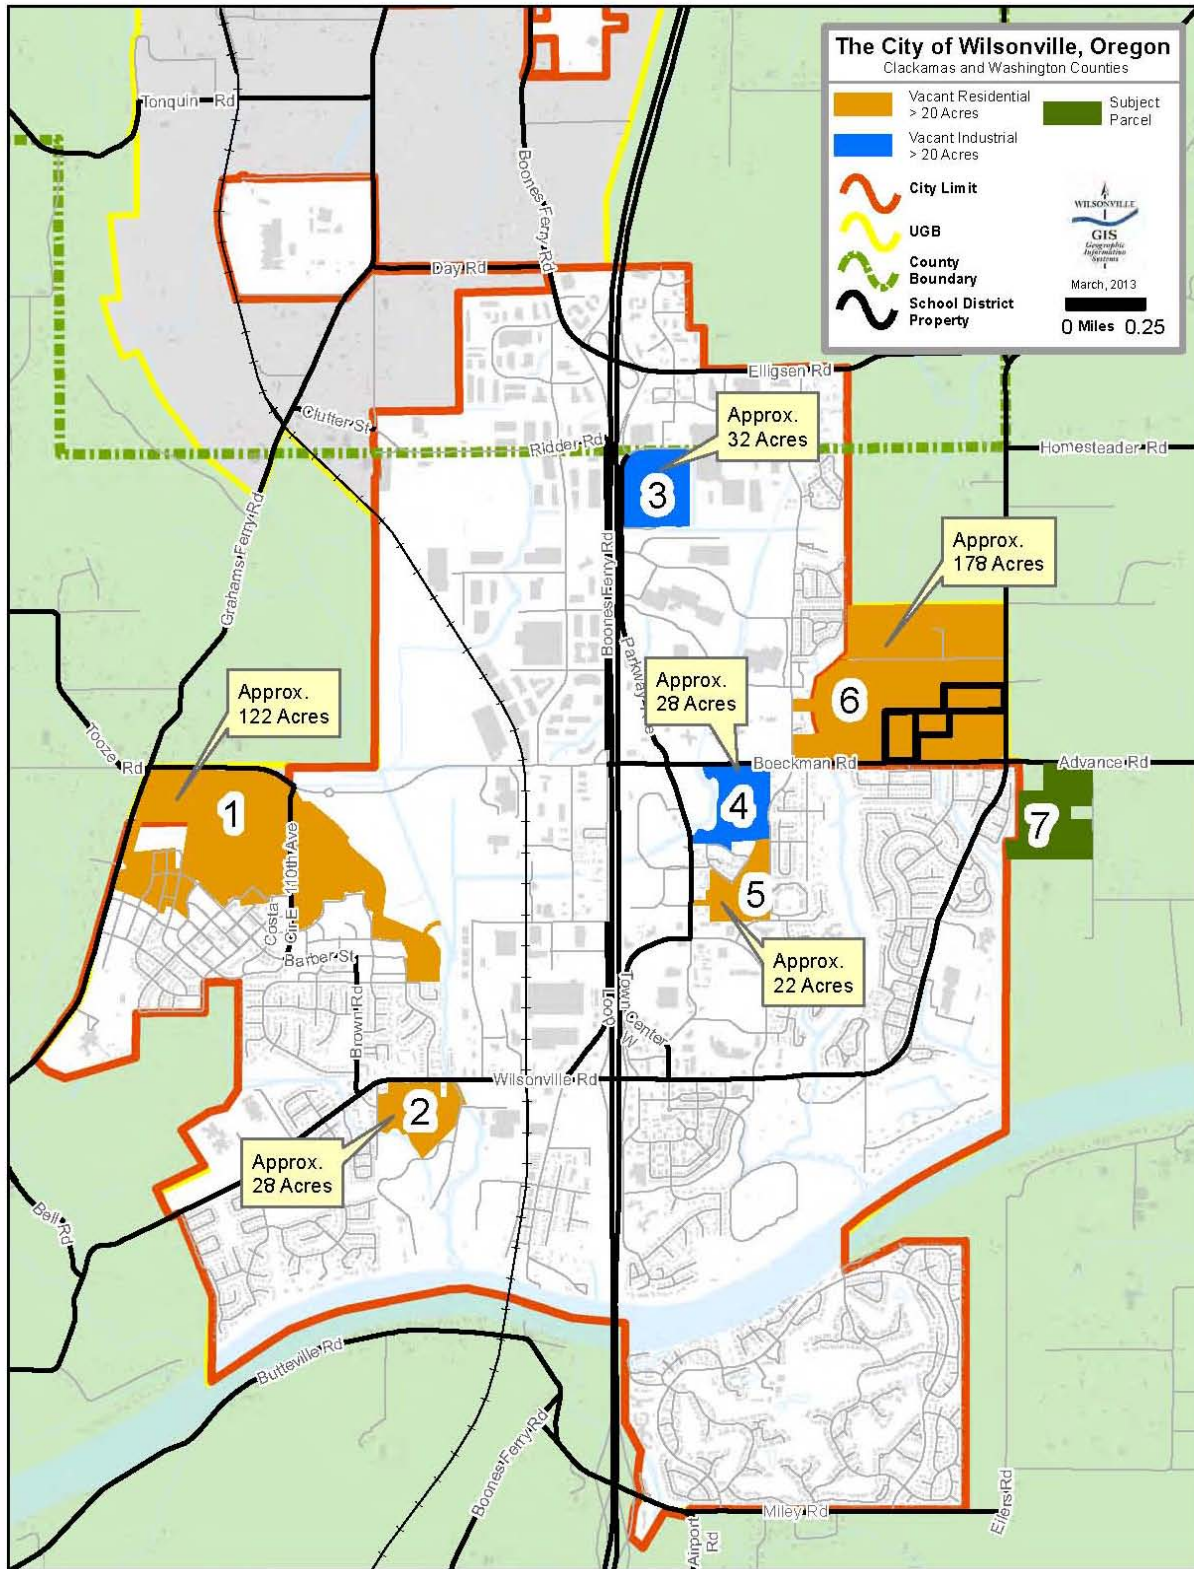 The City of Wilsonville, Oregon
Clackamas and Washington Counties
Vacant Residential
> 20 Acres
Subject
Parcel
Vacant Industrial
> 20 Acres
City Limit
UGB
County
Boundary
School District
Property
WILSONVILLE
GIS
Geographic
Information
Systems
March, 2013
0 Miles 0.25
Tonquin Rd
Boones Ferry Rd
Day Rd
Elligsen Rd
Clutter St
Ridder Rd
Approx.
32 Acres
Homesteader Rd
3
Grahams Ferry Rd
Boones Ferry Rd
Approx.
178 Acres
Parkway Ave
Approx.
28 Acres
6
Approx.
122 Acres
Tooze Rd
Boeckman Rd
Advance Rd
1
4
7
110th Ave
5
Costa
Cir E
Barber St
Approx.
22 Acres
Brown Rd
Town Center
Loop W
Wilsonville Rd
2
Approx.
28 Acres
Bell Rd
Butteville Rd
Boones Ferry Rd
Miley Rd
Airport
Rd
Eilers Rd